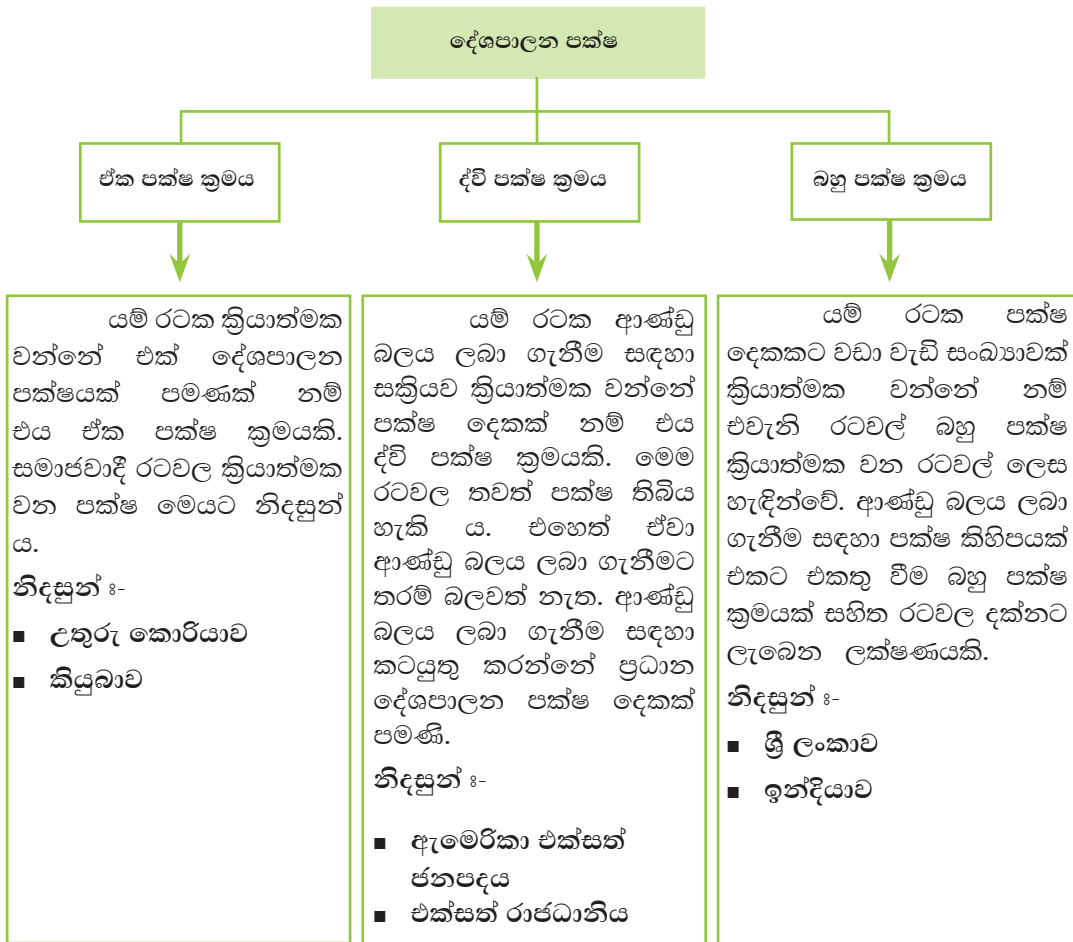 දේශපාලන පක්ෂ
ඒක පක්ෂ ක්‍රමය
ද්වි පක්ෂ ක්‍රමය
බහු පක්ෂ ක්‍රමය
යම් රටක ක්‍රියාත්මක
වන්නේ එක් දේශපාලන
පක්ෂයක් පමණක් නම්
එය ඒක පක්ෂ ක්‍රමයකි.
සමාජවාදී රටවල ක්‍රියාත්මක
වන පක්ෂ මෙයට නිදසුන්
ය.
නිදසුන් ඃ-
■ උතුරු කොරියාව
■ කියුබාව
යම් රටක ආණ්ඩු
බලය ලබා ගැනීම සඳහා
සක්‍රියව ක්‍රියාත්මක වන්නේ
පක්ෂ දෙකක් නම් එය
ද්වි පක්ෂ ක්‍රමයකි. මෙම
රටවල තවත් පක්ෂ තිබිය
හැකි ය. එහෙත් ඒවා
ආණ්ඩු බලය ලබා ගැනීමට
තරම් බලවත් නැත. ආණ්ඩු
බලය ලබා ගැනීම සඳහා
කටයුතු කරන්නේ ප්‍රධාන
දේශපාලන පක්ෂ දෙකක්
පමණි.
නිදසුන් ඃ-
■ ඇමෙරිකා එක්සත්
ජනපදය
■ එක්සත් රාජධානිය
යම් රටක පක්ෂ
දෙකකට වඩා වැඩි සංඛ්‍යාවක්
ක්‍රියාත්මක වන්නේ නම්
එවැනි රටවල් බහු පක්ෂ
ක්‍රියාත්මක වන රටවල් ලෙස
හැඳින්වේ. ආණ්ඩු බලය ලබා
ගැනීම සඳහා පක්ෂ කිහිපයක්
එකට එකතු වීම බහු පක්ෂ
ක්‍රමයක් සහිත රටවල දක්නට
ලැබෙන ලක්ෂණයකි.
නිදසුන් ඃ-
■ ශ්‍රී ලංකාව
■ ඉන්දියාව